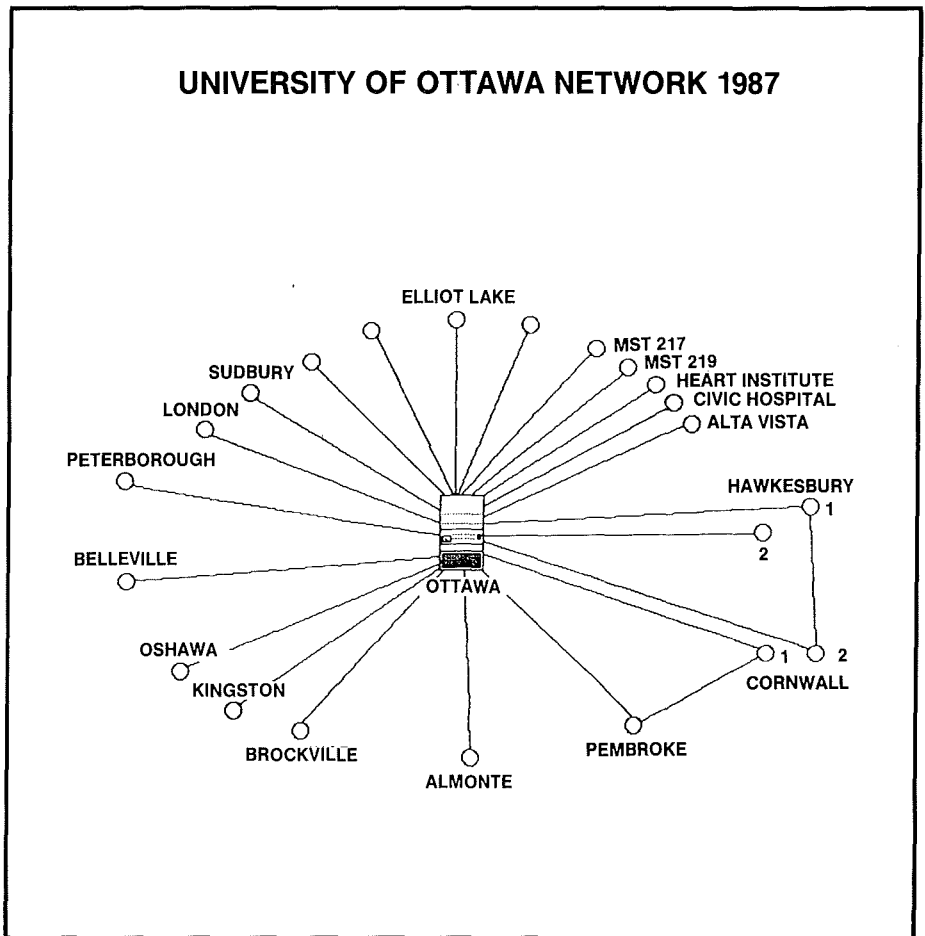 UNIVERSITY OF OTTAWA NETWORK 1987
ELLIOT LAKE
MST 217
MST 219
SUDBURY
HEART INSTITUTE
CIVIC HOSPITAL
LONDON
ALTA VISTA
PETERBOROUGH
HAWKESBURY
1
2
BELLEVILLE
OTTAWA
OSHAWA
1
2
CORNWALL
KINGSTON
BROCKVILLE
PEMBROKE
ALMONTE